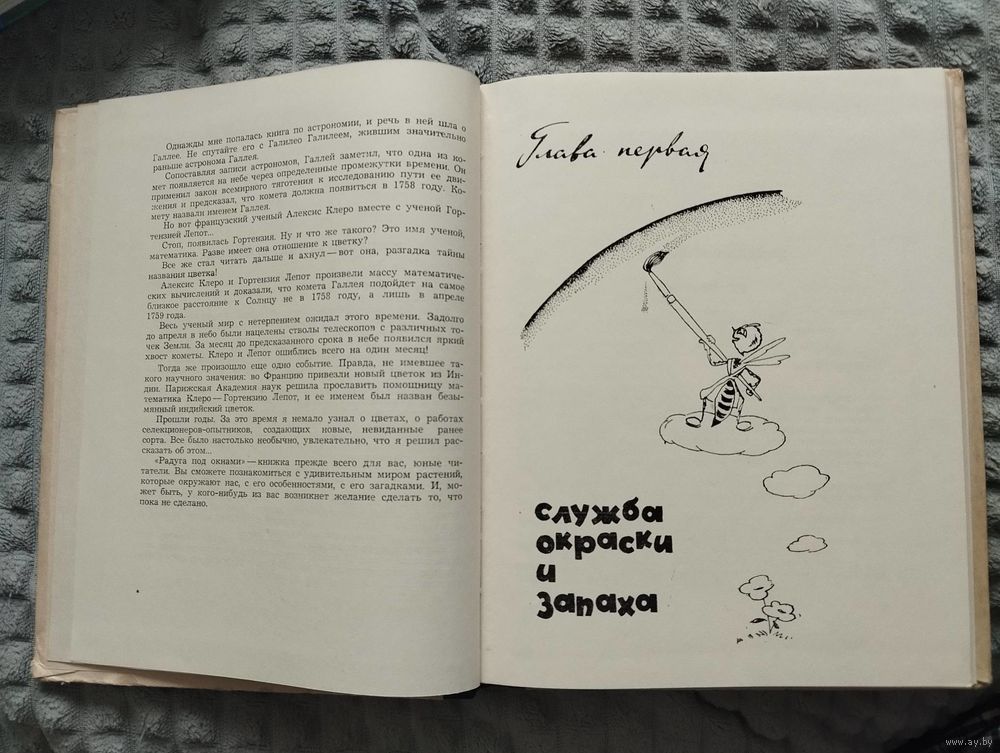 Однажды мне попалась книга по астрономии, и речь в ней шла о
Галлее. Не спутайте его с Галилео Галилеем, жившим значительно
раньше астронома Галлея.
Сопоставляя записи астрономов, Галлей заметил, что одна из ко-
мет появляется на небе через определенные промежутки времени. Он
применил закон всемирного тяготения к исследованию пути ее дви-
жения и предсказал, что комета должна появиться в 1758 году. Ко-
мету назвали именем Галлея.
Но вот французский ученый Алексис Клеро вместе с ученой Гор-
тензией Лепот...
Стоп, появилась Гортензия. Ну и что же такого? Это имя ученой,
математика. Разве имеет она отношение к цветку?
Все же стал читать дальше и ахнул — вот она, разгадка тайны
названия цветка!
Алексис Клеро и Гортензия Лепот произвели массу математиче-
ских вычислений и доказали, что комета Галлея подойдет на самое
близкое расстояние к Солнцу не в 1758 году, а лишь в апреле
1759 года.
Весь ученый мир с нетерпением ожидал этого времени. Задолго
до апреля в небо были нацелены стволы телескопов с различных то-
чек Земли. За месяц до предсказанного срока в небе появился яркий
хвост кометы. Клеро и Лепот ошиблись всего на один месяц!
Тогда же произошло еще одно событие. Правда, не имевшее та-
кого научного значения: во Францию привезли новый цветок из Ин-
дии. Парижская Академия наук решила прославить помощницу ма-
тематика Клеро — Гортензию Лепот, и ее именем был назван безы-
мянный индийский цветок.
Прошли годы. За это время я немало узнал о цветах, о работах
селекционеров-опытников, создающих новые, невиданные ранее
сорта. Все было настолько необычно, увлекательно, что я решил рас-
сказать об этом...
«Радуга под окнами» — книжка прежде всего для вас, юные чи-
татели. Вы сможете познакомиться с удивительным миром растений,
которые окружают нас, с его особенностями, с его загадками. И, мо-
жет быть, у кого-нибудь из вас возникнет желание сделать то, что
пока не сделано.
Глава первая
служба
окраски
и
запаха
www.ay.by